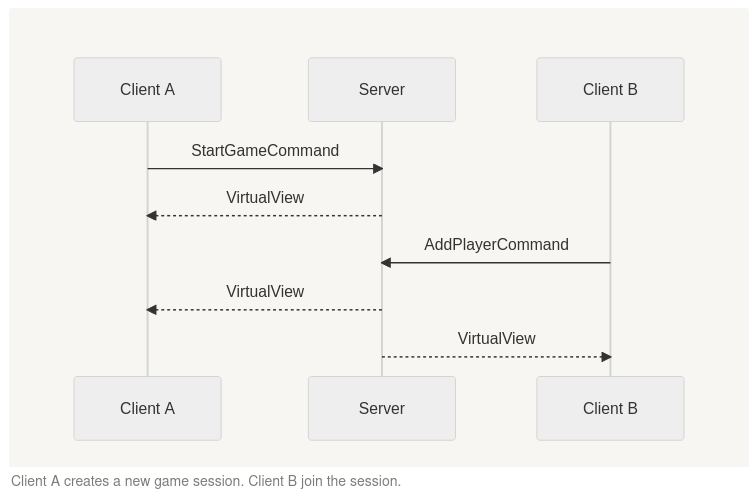 Client A
Server
Client B
StartGameCommand
VirtualView
AddPlayerCommand
VirtualView
VirtualView
Client A
Server
Client B
Client A creates a new game session. Client B join the session.